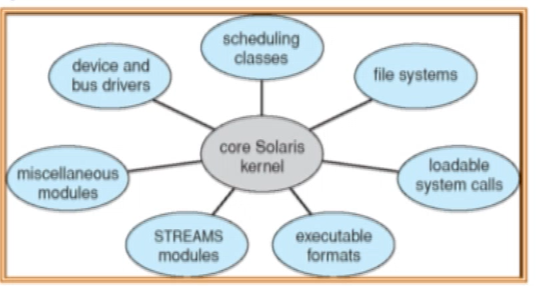 scheduling
classes
device and
bus drivers
file systems
core Solaris
kernel
miscellaneous
modules
loadable
system calls
STREAMS
modules
executable
formats